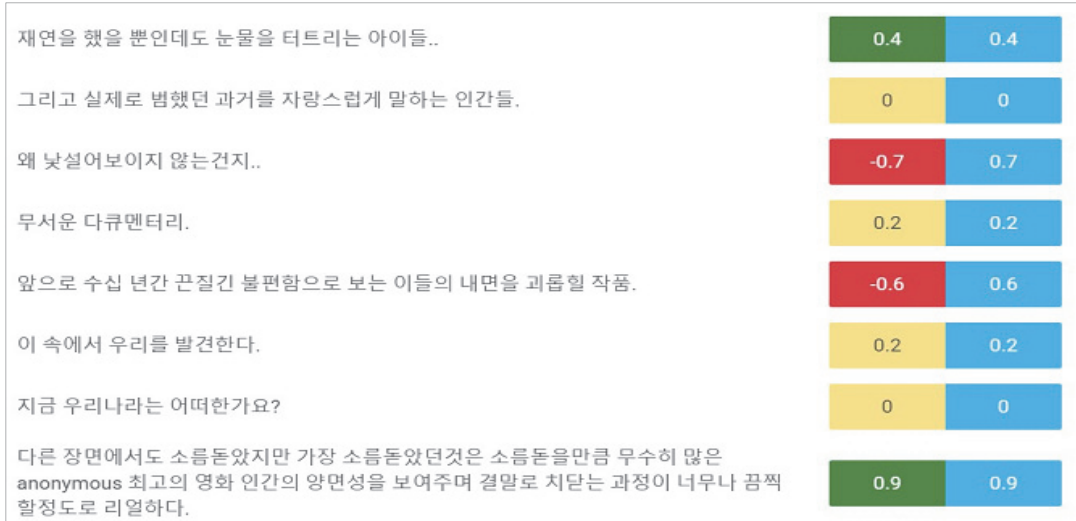 재연을 했을 뿐인데도 눈물을 터트리는 아이들.. 0.4 0.4
그리고 실제로 범했던 과거를 자랑스럽게 말하는 인간들. 0 0
왜 낯설어보이지 않는건지.. -0.7 0.7
무서운 다큐멘터리. 0.2 0.2
앞으로 수십 년간 끈질긴 불편함으로 보는 이들의 내면을 괴롭힐 작품. -0.6 0.6
이 속에서 우리를 발견한다. 0.2 0.2
지금 우리나라는 어떠한가요? 0 0
다른 장면에서도 소름돋았지만 가장 소름돋았던것은 소름돋을만큼 무수히 많은
anonymous 최고의 영화 인간의 양면성을 보여주며 결말로 치닫는 과정이 너무나 끔찍 0.9 0.9
할정도로 리얼하다.